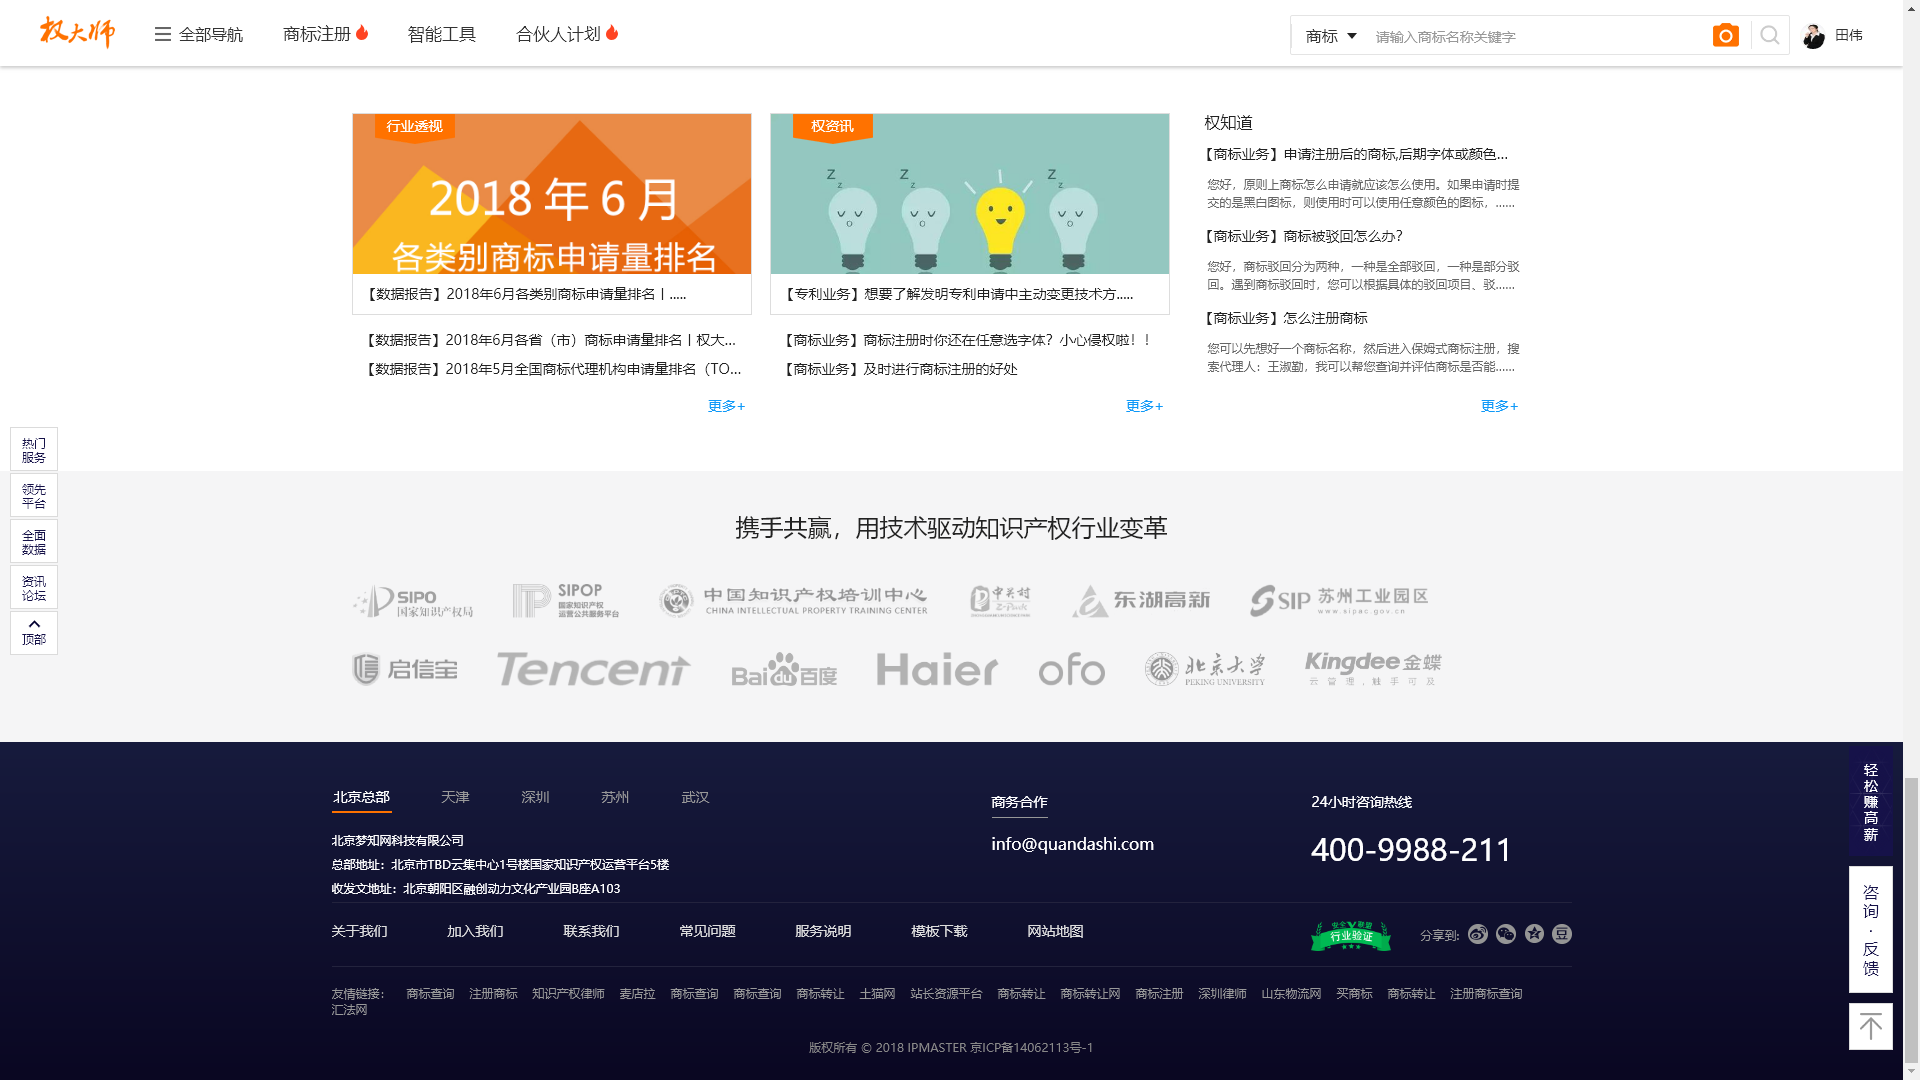 权大师
全部导航
商标注册
智能工具
合伙人计划
商标
请输入商标名称关键字
田伟
行业透视
2018 年 6 月
各类别商标申请量排名
【数据报告】2018年6月各类别商标申请量排名丨.....
【数据报告】2018年6月各省（市）商标申请量排名丨权大...
【数据报告】2018年5月全国商标代理机构申请量排名（TO...
更多+
权资讯
Z z Z z Z z
【专利业务】想要了解发明专利申请中主动变更技术方.....
【商标业务】商标注册时你还在任意选字体？小心侵权啦！！
【商标业务】及时进行商标注册的好处
更多+
权知道
【商标业务】申请注册后的商标,后期字体或颜色...
您好，原则上商标怎么申请就应该怎么使用。如果申请时提
交的是黑白图标，则使用时可以使用任意颜色的图标，......
【商标业务】商标被驳回怎么办？
您好，商标驳回分为两种，一种是全部驳回，一种是部分驳
回。遇到商标驳回时，您可以根据具体的驳回项目、驳......
【商标业务】怎么注册商标
您可以先想好一个商标名称，然后进入保姆式商标注册，搜
索代理人：王淑勤，我可以帮您查询并评估商标是否能......
更多+
热门
服务
领先
平台
全面
数据
资讯
论坛
顶部
携手共赢，用技术驱动知识产权行业变革
SIPO
国家知识产权局
SIPOP
国家知识产权
运营公共服务平台
中国知识产权培训中心
CHINA INTELLECTUAL PROPERTY TRAINING CENTER
中关村
Z-Park
东湖高新
SIP 苏州工业园区
www.sipac.gov.cn
启信宝
Tencent
Baidu百度
Haier
ofo
北京大学
PEKING UNIVERSITY
Kingdee金蝶
云管理，触手可及
北京总部
天津
深圳
苏州
武汉
北京梦知网科技有限公司
总部地址：北京市TBD云集中心1号楼国家知识产权运营平台5楼
收发文地址：北京朝阳区融创动力文化产业园B座A103
商务合作
info@quandashi.com
24小时咨询热线
400-9988-211
关于我们
加入我们
联系我们
常见问题
服务说明
模板下载
网站地图
安全联盟
行业验证
分享到:
豆
友情链接： 商标查询 注册商标 知识产权律师 麦店拉 商标查询 商标查询 商标转让 土猫网 站长资源平台 商标转让 商标转让网 商标注册 深圳律师 山东物流网 买商标 商标转让 注册商标查询
汇法网
版权所有 © 2018 IPMASTER 京ICP备14062113号-1
轻松赚高薪
咨询·反馈